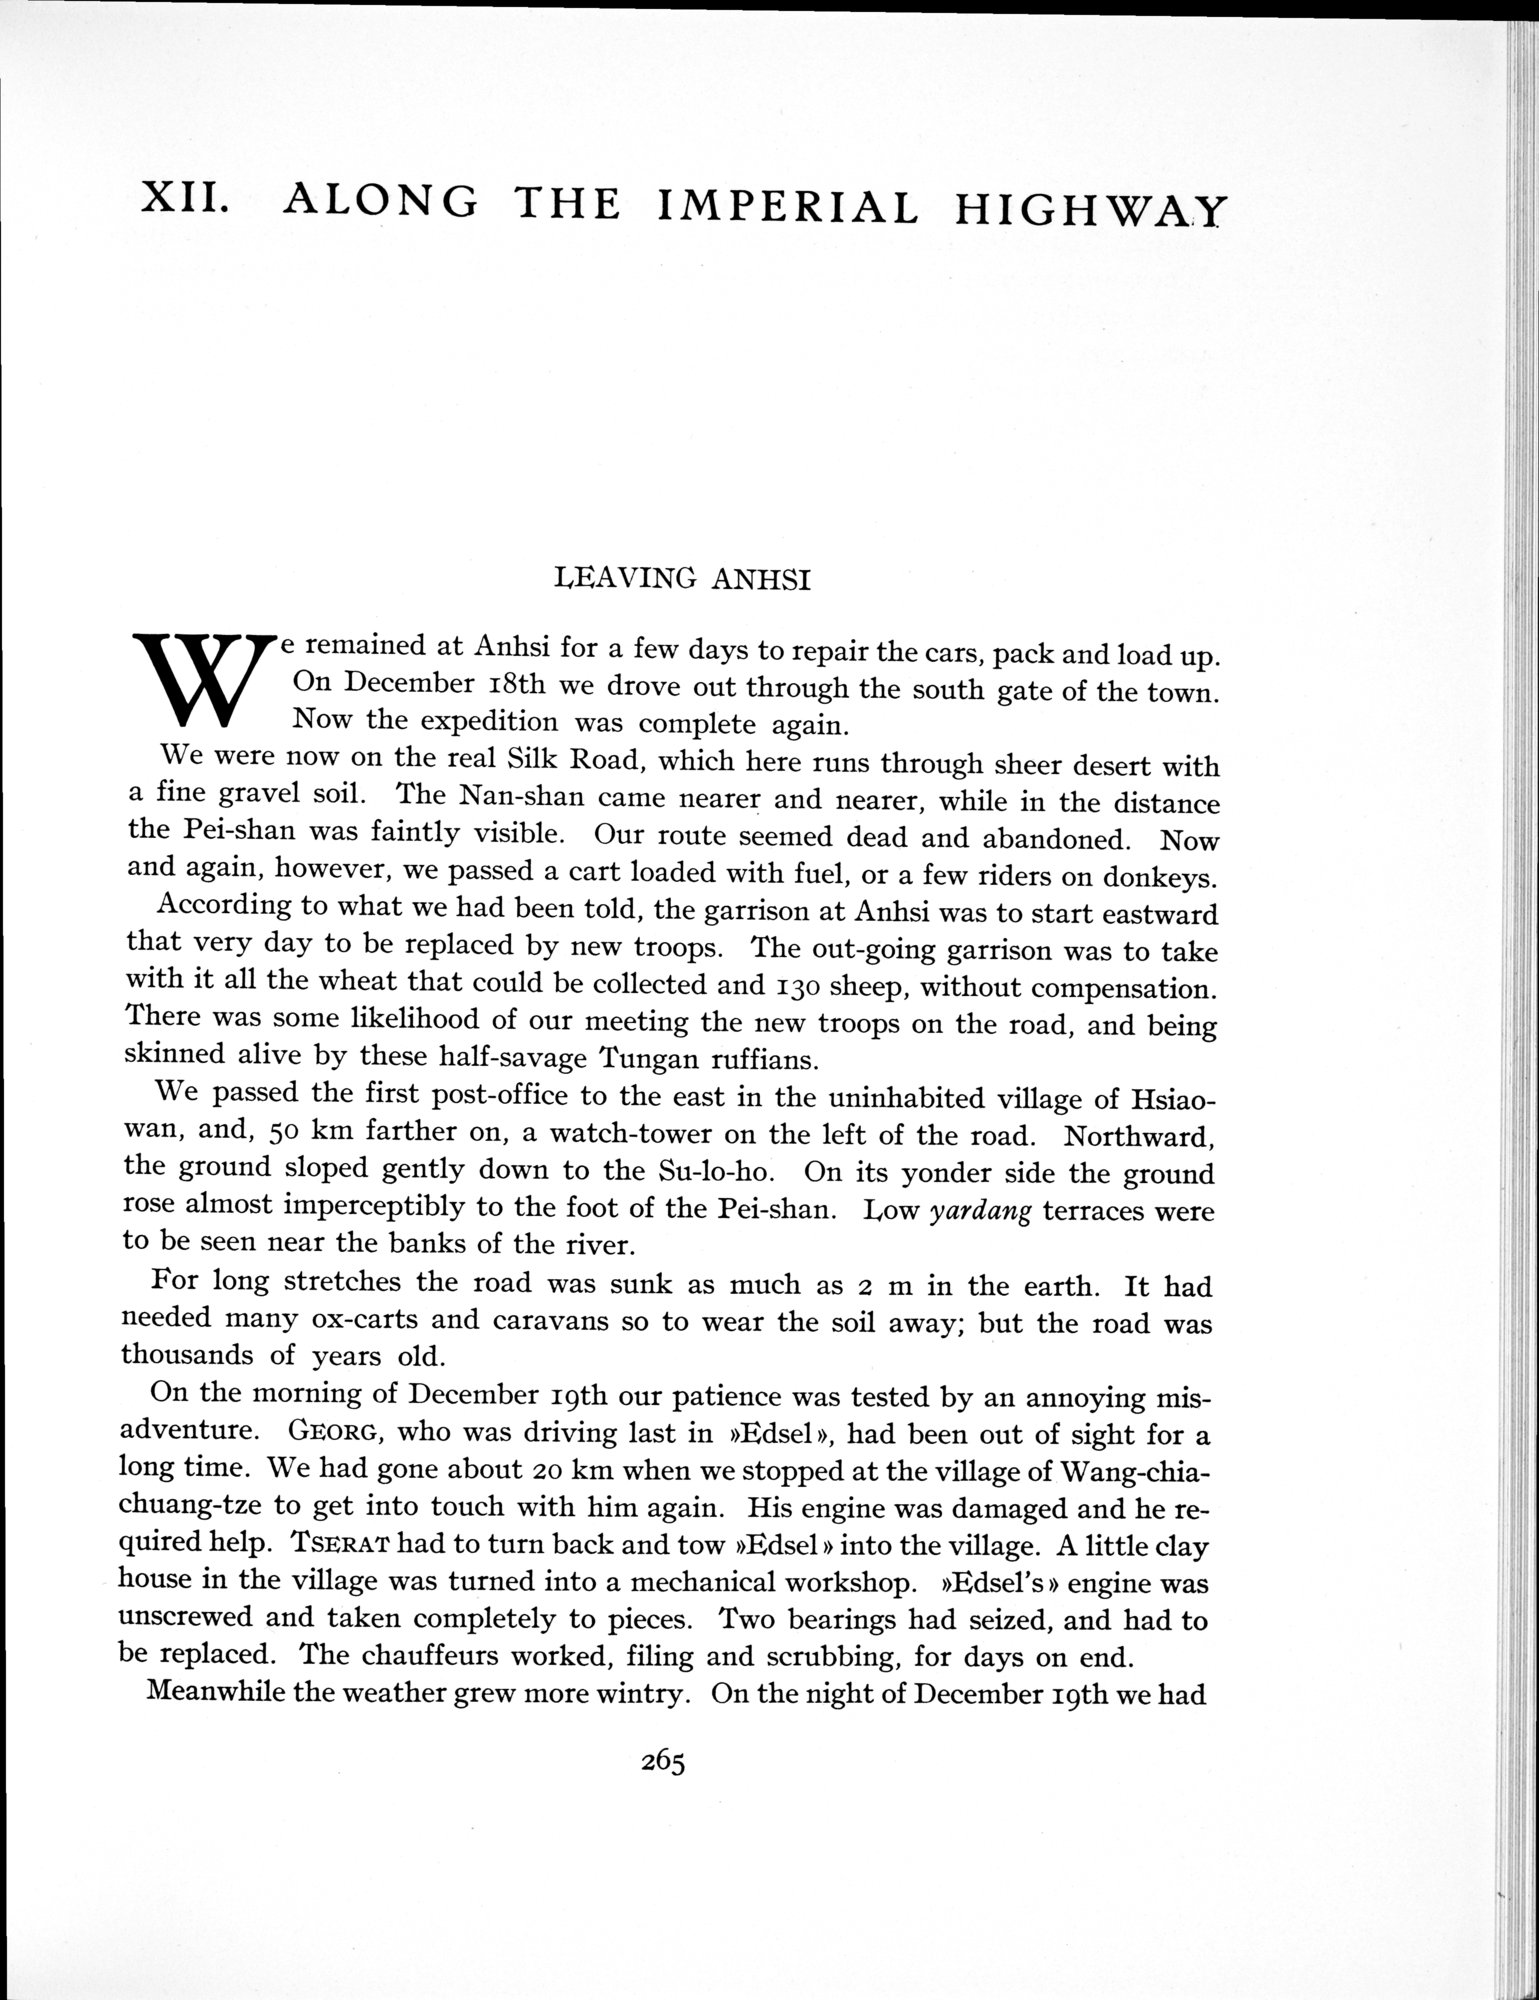 XII. ALONG THE IMPERIAL HIGHWAY
LEAVING ANHSI
We remained at Anhsi for a few days to repair the cars, pack and load up.
On December 18th we drove out through the south gate of the town.
Now the expedition was complete again.
We were now on the real Silk Road, which here runs through sheer desert with
a fine gravel soil. The Nan-shan came nearer and nearer, while in the distance
the Pei-shan was faintly visible. Our route seemed dead and abandoned. Now
and again, however, we passed a cart loaded with fuel, or a few riders on donkeys.
According to what we had been told, the garrison at Anhsi was to start eastward
that very day to be replaced by new troops. The out-going garrison was to take
with it all the wheat that could be collected and 130 sheep, without compensation.
There was some likelihood of our meeting the new troops on the road, and being
skinned alive by these half-savage Tungan ruffians.
We passed the first post-office to the east in the uninhabited village of Hsiao-
wan, and, 50 km farther on, a watch-tower on the left of the road. Northward,
the ground sloped gently down to the Su-lo-ho. On its yonder side the ground
rose almost imperceptibly to the foot of the Pei-shan. Low yardang terraces were
to be seen near the banks of the river.
For long stretches the road was sunk as much as 2 m in the earth. It had
needed many ox-carts and caravans so to wear the soil away; but the road was
thousands of years old.
On the morning of December 19th our patience was tested by an annoying mis-
adventure. GEORG, who was driving last in »Edsel», had been out of sight for a
long time. We had gone about 20 km when we stopped at the village of Wang-chia-
chuang-tze to get into touch with him again. His engine was damaged and he re-
quired help. TSERAT had to turn back and tow »Edsel» into the village. A little clay
house in the village was turned into a mechanical workshop. »Edsel's» engine was
unscrewed and taken completely to pieces. Two bearings had seized, and had to
be replaced. The chauffeurs worked, filing and scrubbing, for days on end.
Meanwhile the weather grew more wintry. On the night of December 19th we had
265